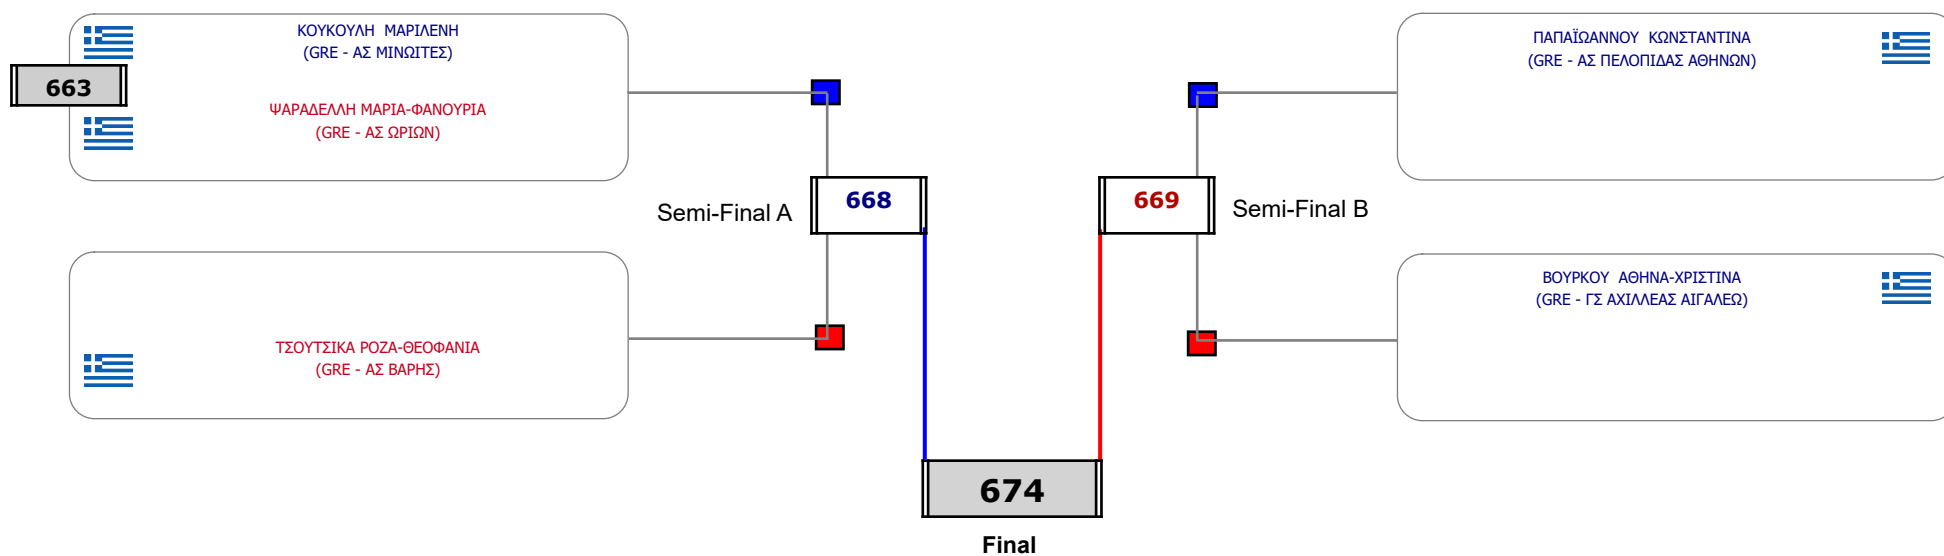 ΚΟΥΚΟΥΛΗ ΜΑΡΙΛΕΝΗ
(GRE - ΑΣ ΜΙΝΩΙΤΕΣ)
663
ΨΑΡΑΔΕΛΛΗ ΜΑΡΙΑ-ΦΑΝΟΥΡΙΑ
(GRE - ΑΣ ΩΡΙΩΝ)
ΠΑΠΑΪΩΑΝΝΟΥ ΚΩΝΣΤΑΝΤΙΝΑ
(GRE - ΑΣ ΠΕΛΟΠΙΔΑΣ ΑΘΗΝΩΝ)
Semi-Final A
668
669
Semi-Final B
ΤΣΟΥΤΣΙΚΑ ΡΟΖΑ-ΘΕΟΦΑΝΙΑ
(GRE - ΑΣ ΒΑΡΗΣ)
ΒΟΥΡΚΟΥ ΑΘΗΝΑ-ΧΡΙΣΤΙΝΑ
(GRE - ΓΣ ΑΧΙΛΛΕΑΣ ΑΙΓΑΛΕΩ)
674
Final